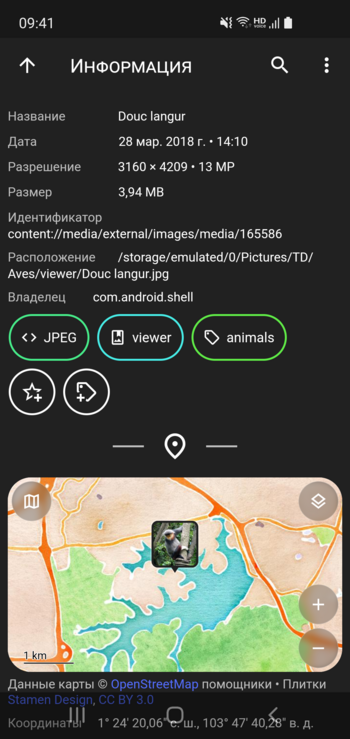 09:41
HD
VOICE
Информация
Название Douc langur
Дата 28 мар. 2018 г. • 14:10
Разрешение 3160 × 4209 • 13 MP
Размер 3,94 MB
Идентификатор
content://media/external/images/media/165586
Расположение /storage/emulated/0/Pictures/TD/
Aves/viewer/Douc langur.jpg
Владелец com.android.shell
JPEG viewer animals
1 km
Данные карты © OpenStreetMap помощники • Плитки
Stamen Design, CC BY 3.0
Координаты 1° 24′ 20,06″ с. ш., 103° 47′ 40,28″ в. д.